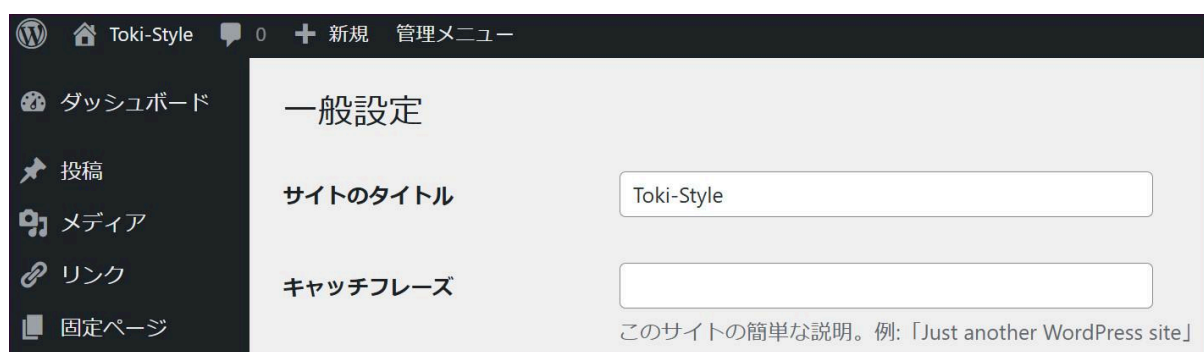 Toki-Style 0 新規 管理メニュー
ダッシュボード
投稿
メディア
リンク
固定ページ
一般設定
サイトのタイトル Toki-Style
キャッチフレーズ
このサイトの簡単な説明。例:「Just another WordPress site」